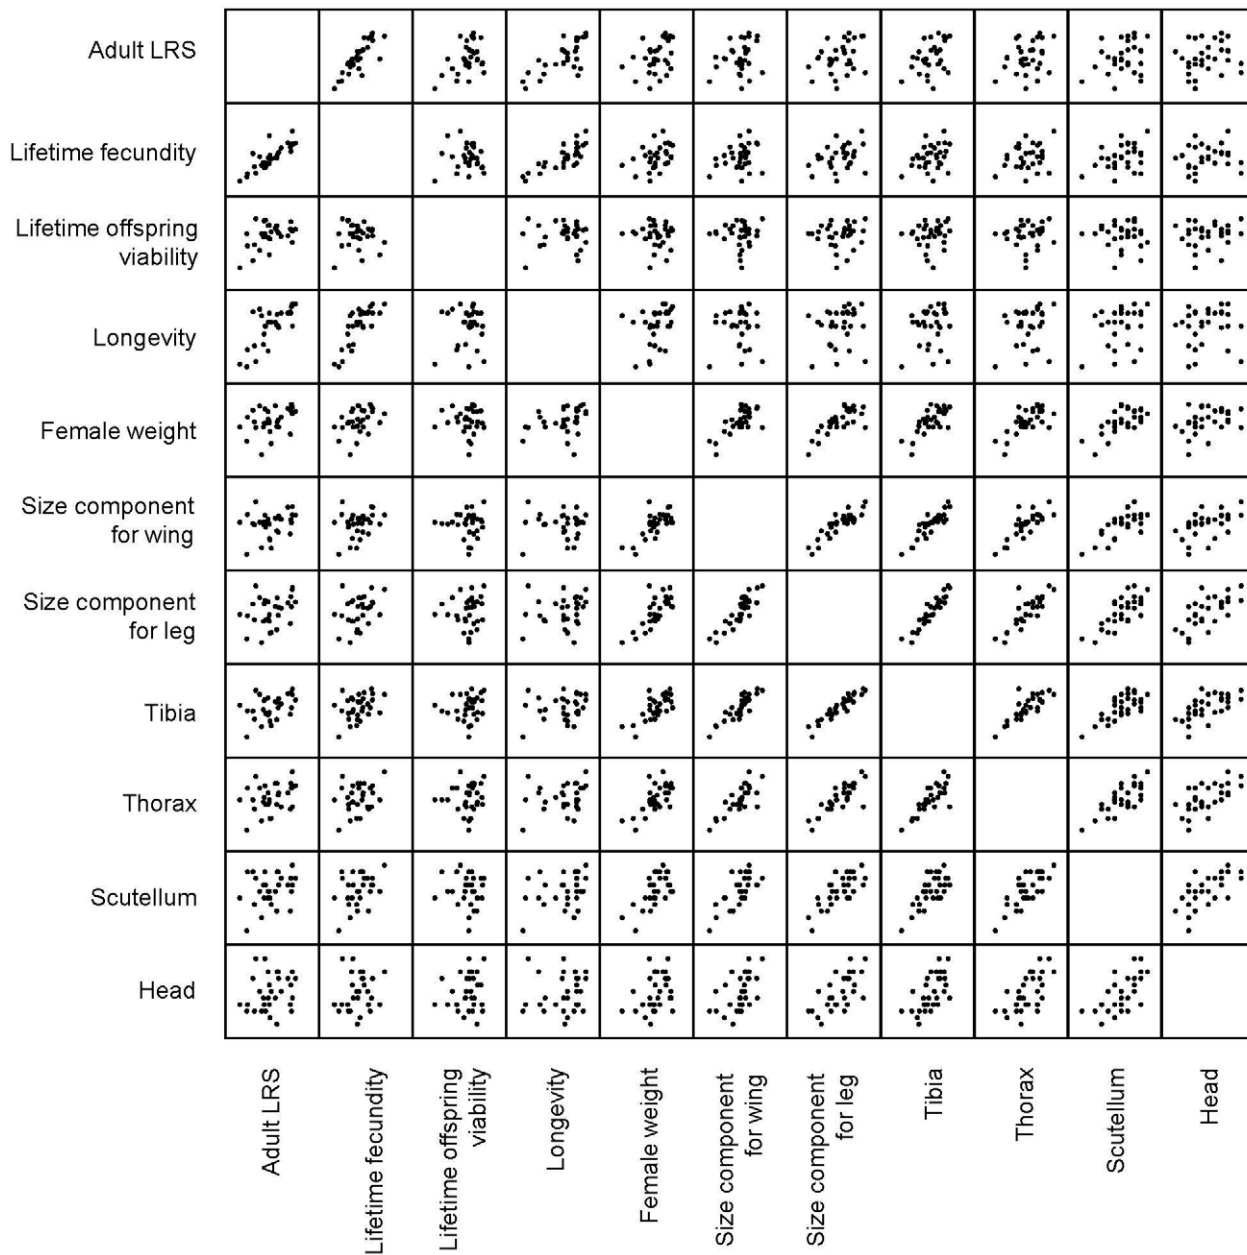 Adult LRS
Lifetime fecundity
Lifetime offspring
viability
Longevity
Female weight
Size component
for wing
Size component
for leg
Tibia
Thorax
Scutellum
Head
Adult LRS
Lifetime fecundity
Lifetime offspring
viability
Longevity
Female weight
Size component
for wing
Size component
for leg
Tibia
Thorax
Scutellum
Head